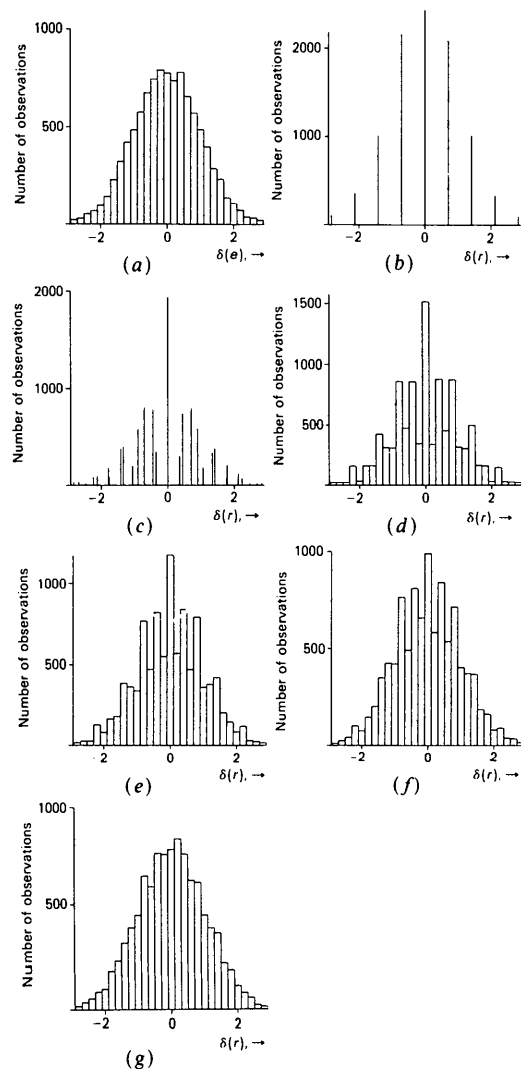 1000
500
Number of observations
-2 0 2
δ(e), →
(a)
2000
1000
Number of observations
-2 0 2
δ(r), →
(b)
2000
1000
Number of observations
-2 0 2
δ(r), →
(c)
1500
1000
500
Number of observations
-2 0 2
δ(r), →
(d)
1000
500
Number of observations
-2 0 2
δ(r), →
(e)
1000
500
Number of observations
-2 0 2
δ(r), →
(f)
1000
500
Number of observations
-2 0 2
δ(r), →
(g)